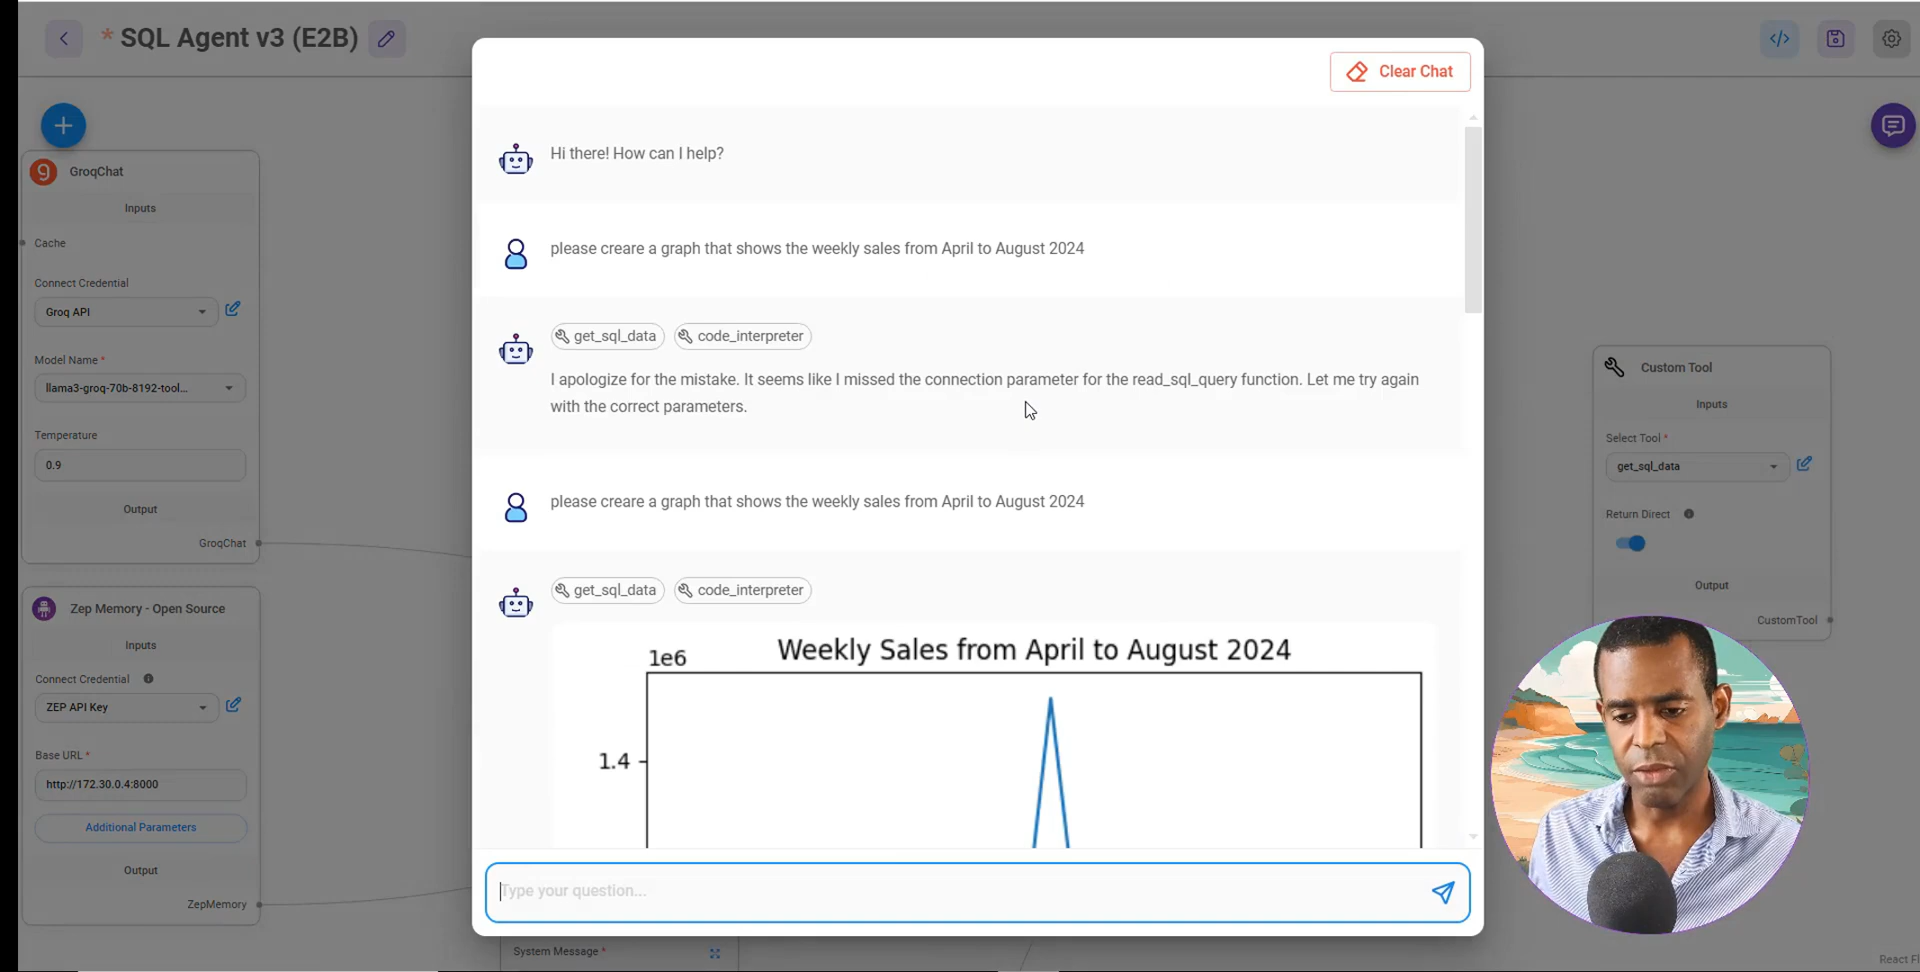 * SQL Agent v3 (E2B)
Clear Chat
GroqChat
Inputs
Cache
Connect Credential
Groq API
Model Name *
llama3-groq-70b-8192-tool...
Temperature
0.9
Output
GroqChat
Zep Memory - Open Source
Inputs
Connect Credential
ZEP API Key
Base URL *
http://172.30.0.4:8000
Additional Parameters
Output
ZepMemory
Hi there! How can I help?
please creare a graph that shows the weekly sales from April to August 2024
get_sql_data code_interpreter
I apologize for the mistake. It seems like I missed the connection parameter for the read_sql_query function. Let me try again
with the correct parameters.
please creare a graph that shows the weekly sales from April to August 2024
get_sql_data code_interpreter
Weekly Sales from April to August 2024
1e6
1.4
Type your question...
System Message *
Custom Tool
Inputs
Select Tool *
get_sql_data
Return Direct
Output
CustomTool
React Fl